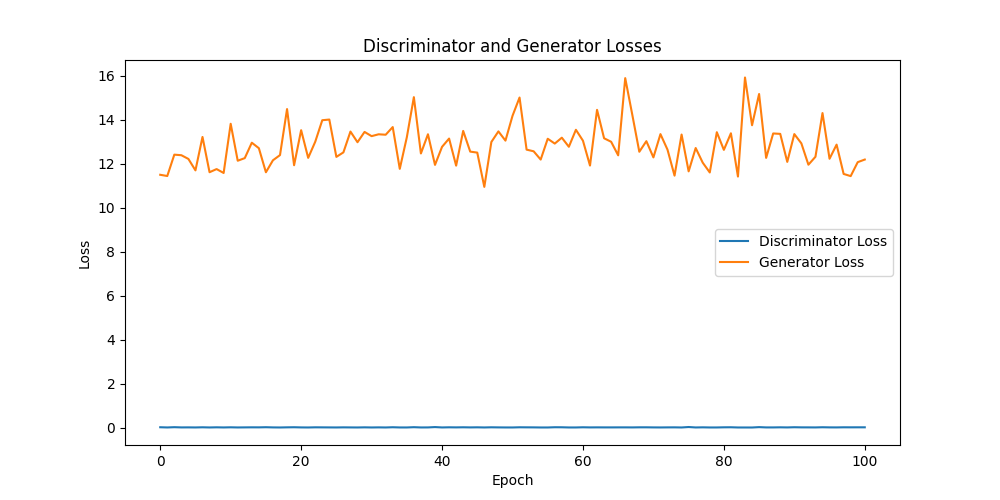 Discriminator and Generator Losses
16
14
12
10
8
6
4
2
0
Loss
Discriminator Loss
Generator Loss
0 20 40 60 80 100
Epoch